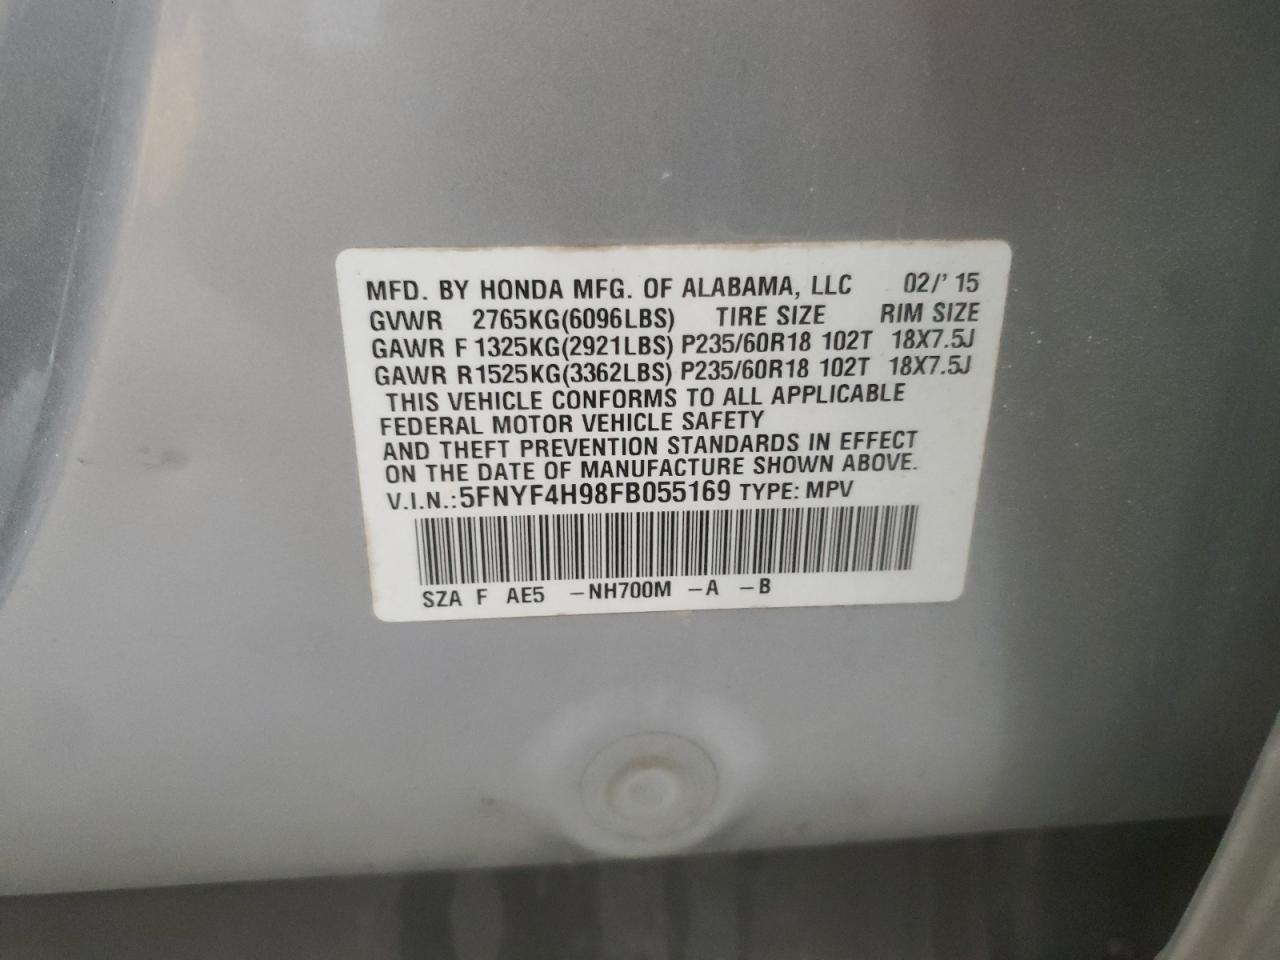 MFD. BY HONDA MFG. OF ALABAMA, LLC 02/' 15
GVWR 2765KG(6096LBS) TIRE SIZE RIM SIZE
GAWR F 1325KG(2921LBS) P235/60R18 102T 18X7.5J
GAWR R1525KG(3362LBS) P235/60R18 102T 18X7.5J
THIS VEHICLE CONFORMS TO ALL APPLICABLE
FEDERAL MOTOR VEHICLE SAFETY
AND THEFT PREVENTION STANDARDS IN EFFECT
ON THE DATE OF MANUFACTURE SHOWN ABOVE.
V.I.N.:5FNYF4H98FB055169 TYPE: MPV
SZA F AE5 -NH700M -A -B